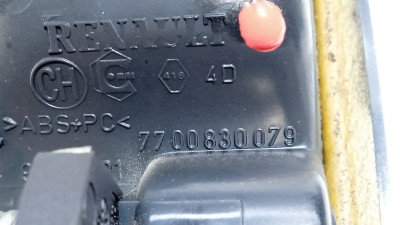 RENAULT
CH 418 4D
>ABS+PC<
7700830079